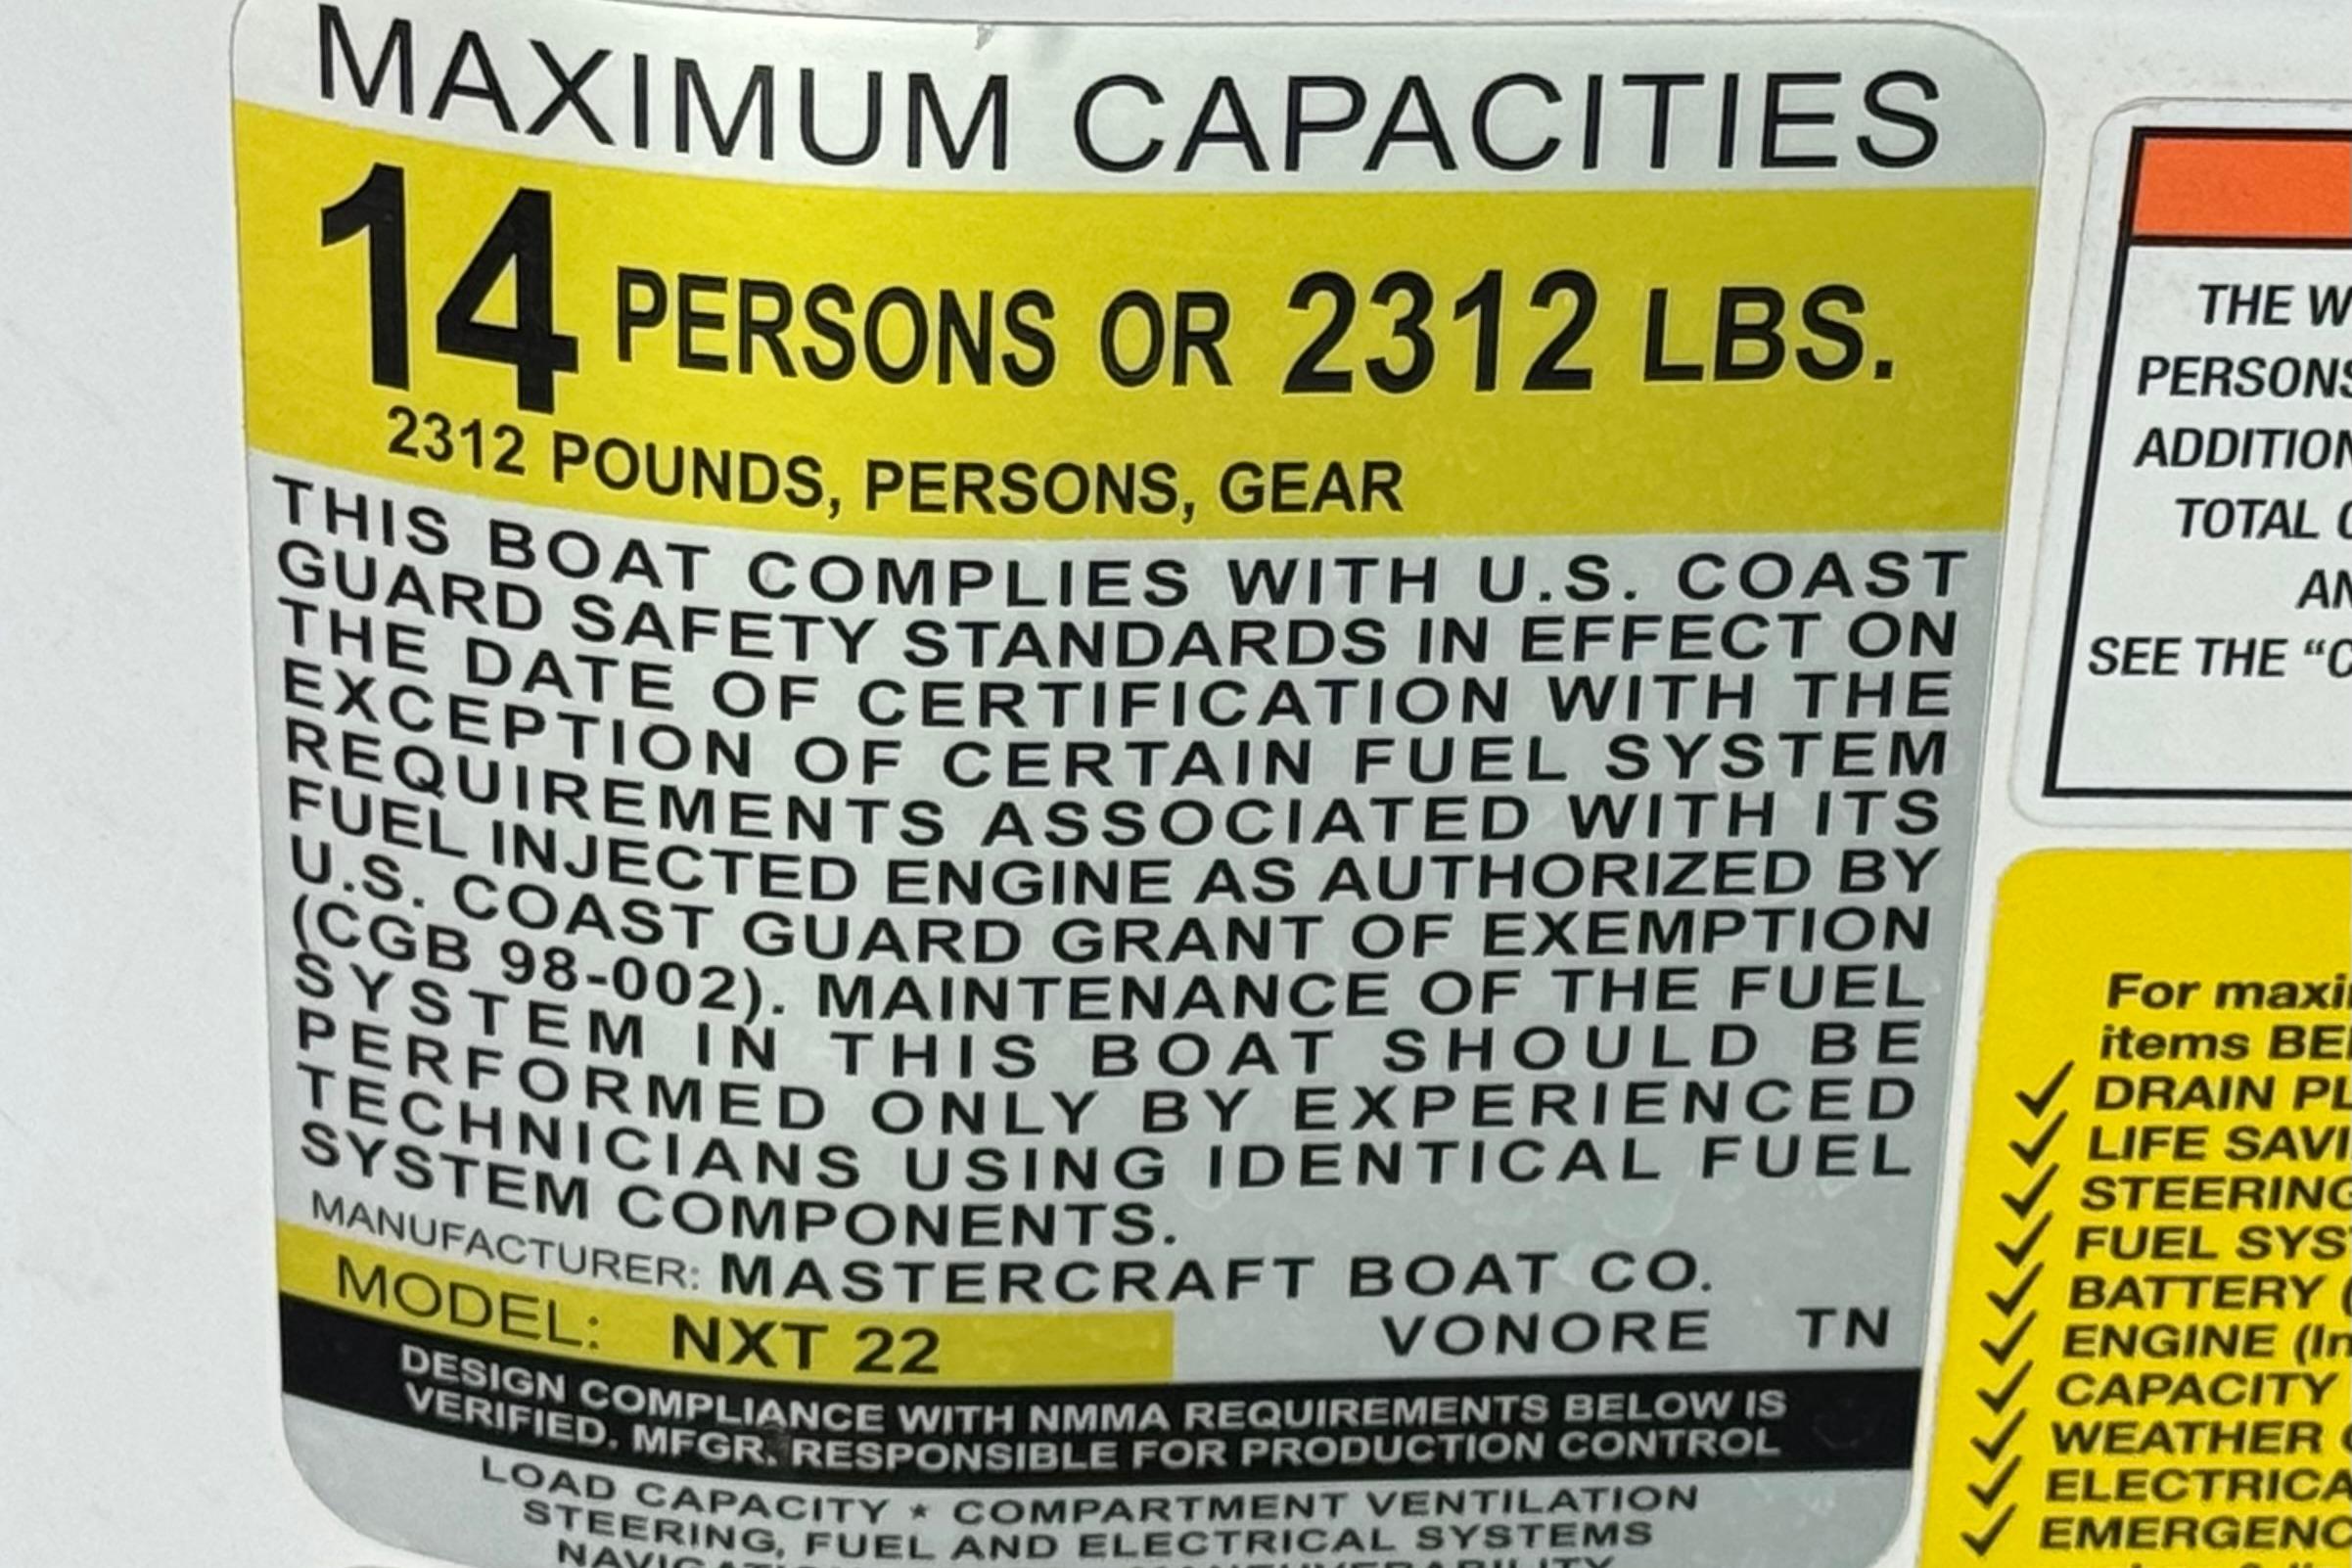 MAXIMUM CAPACITIES
14 PERSONS OR 2312 LBS.
2312 POUNDS, PERSONS, GEAR
THIS BOAT COMPLIES WITH U.S. COAST
GUARD SAFETY STANDARDS IN EFFECT ON
THE DATE OF CERTIFICATION WITH THE
EXCEPTION OF CERTAIN FUEL SYSTEM
REQUIREMENTS ASSOCIATED WITH ITS
FUEL INJECTED ENGINE AS AUTHORIZED BY
U.S. COAST GUARD GRANT OF EXEMPTION
(CGB 98-002). MAINTENANCE OF THE FUEL
SYSTEM IN THIS BOAT SHOULD BE
PERFORMED ONLY BY EXPERIENCED
TECHNICIANS USING IDENTICAL FUEL
SYSTEM COMPONENTS.
MANUFACTURER: MASTERCRAFT BOAT CO.
MODEL: NXT 22 VONORE TN
DESIGN COMPLIANCE WITH NMMA REQUIREMENTS BELOW IS
VERIFIED. MFGR. RESPONSIBLE FOR PRODUCTION CONTROL
LOAD CAPACITY * COMPARTMENT VENTILATION
STEERING, FUEL AND ELECTRICAL SYSTEMS
THE W
PERSONS
ADDITION
TOTAL
AN
SEE THE "C
For maxi
items BE
✓ DRAIN PL
✓ LIFE SAVI
✓ STEERING
✓ FUEL SYS
✓ BATTERY (
✓ ENGINE (In
✓ CAPACITY
✓ WEATHER
✓ ELECTRICA
✓ EMERGENC